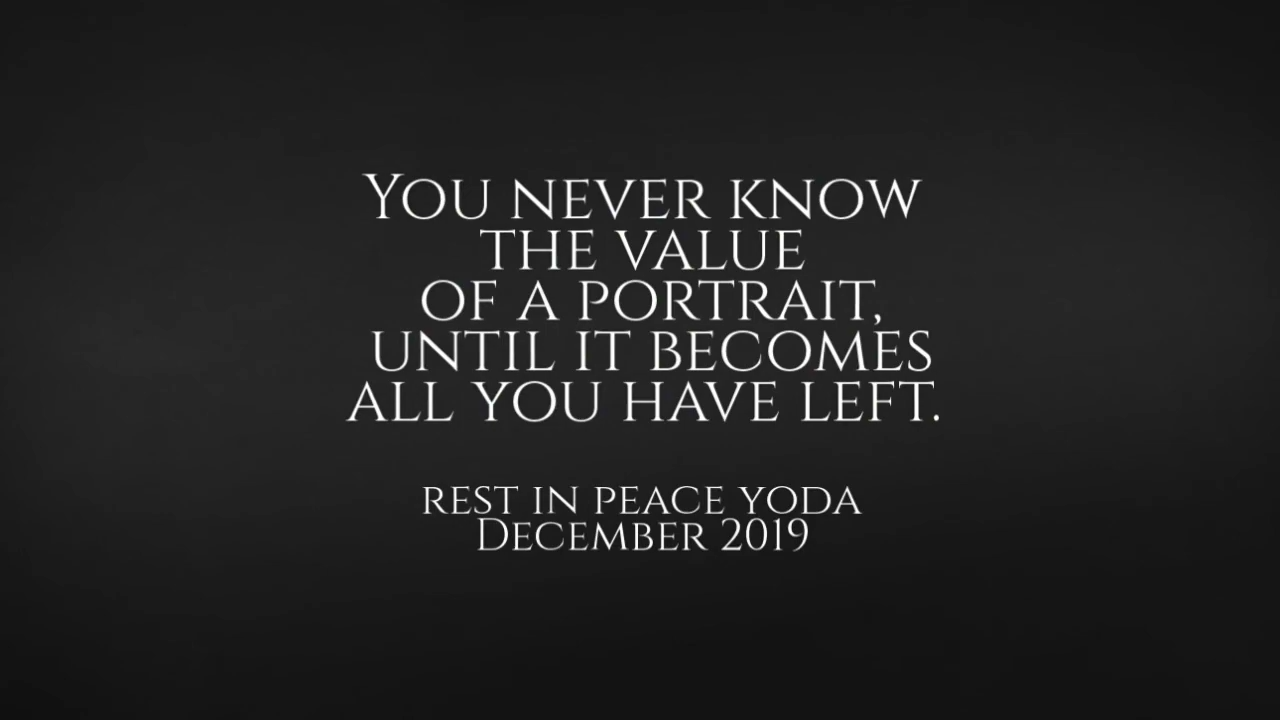 You never know
the value
of a portrait,
until it becomes
all you have left.
rest in peace yoda
December 2019